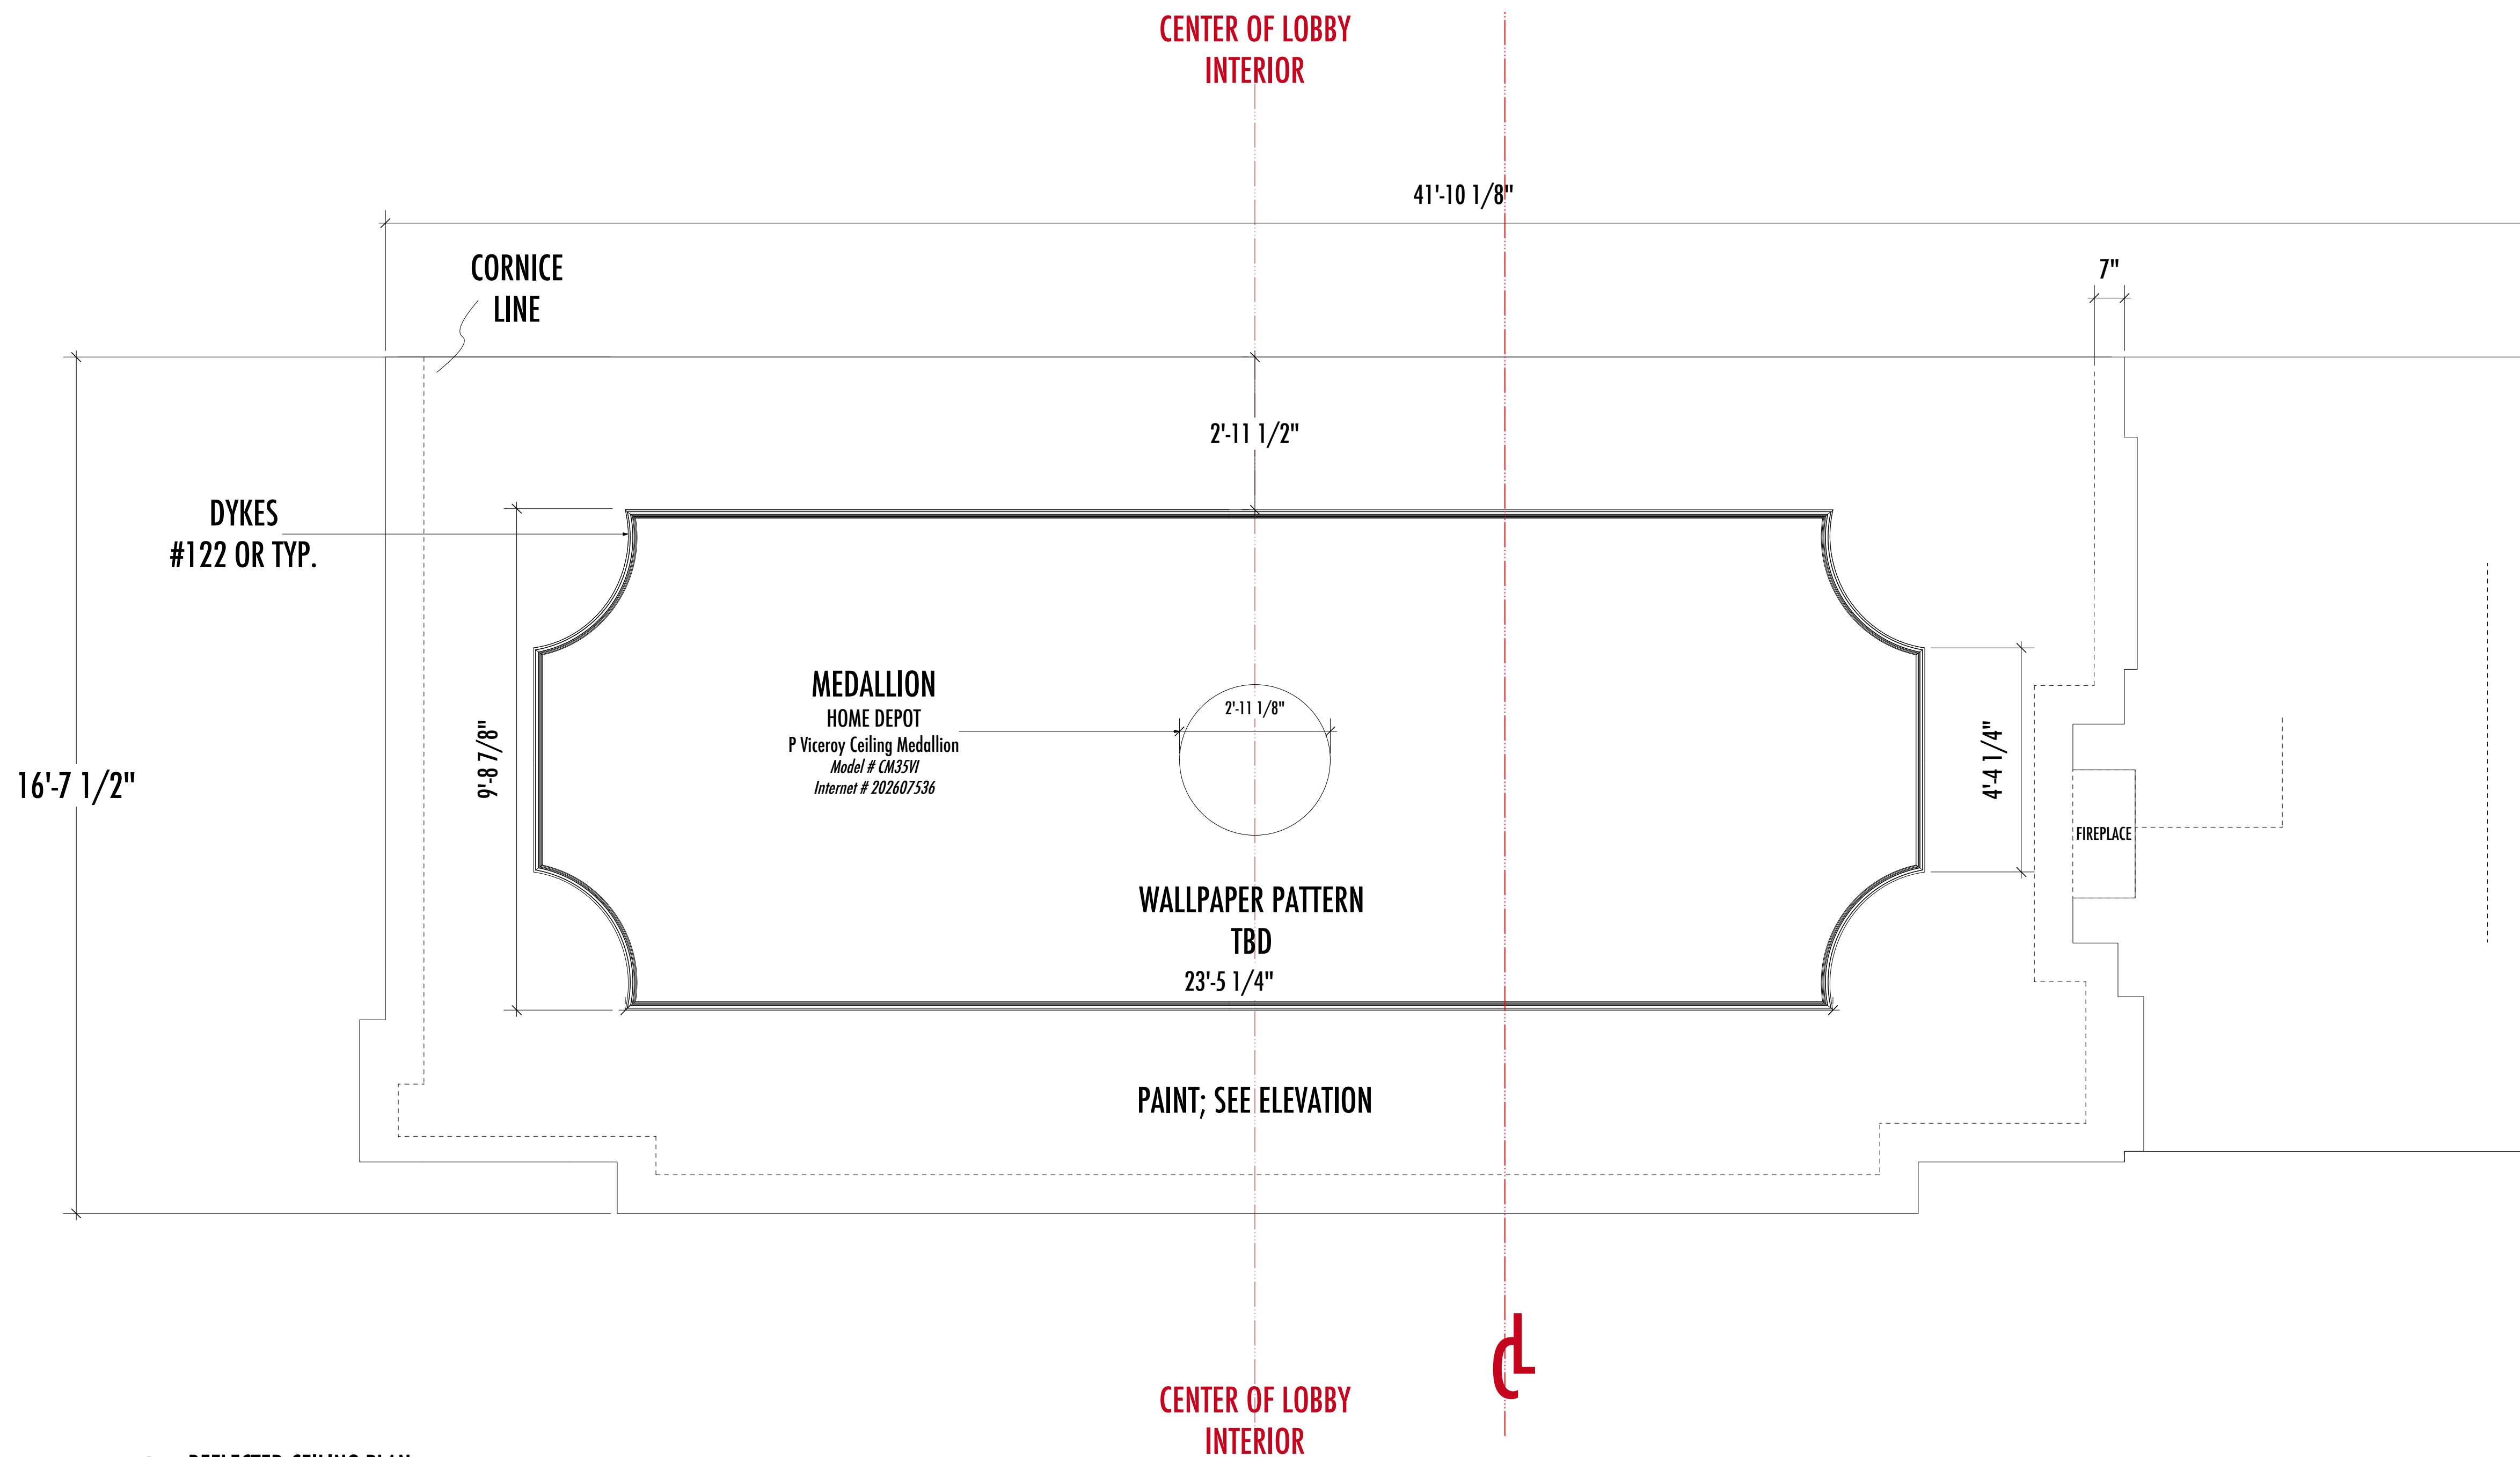 CENTER OF LOBBY
INTERIOR
41'-10 1/8"
CORNICE
LINE
7"
2'-11 1/2"
DYKES
#122 OR TYP.
MEDALLION
HOME DEPOT
P Viceroy Ceiling Medallion
Model # CM35VI
Internet # 202607536
2'-11 1/8"
9'-8 7/8"
4'-4 1/4"
16'-7 1/2"
FIREPLACE
WALLPAPER PATTERN
TBD
23'-5 1/4"
PAINT; SEE ELEVATION
CL
CENTER OF LOBBY
INTERIOR
REFLECTED CEILING PLAN